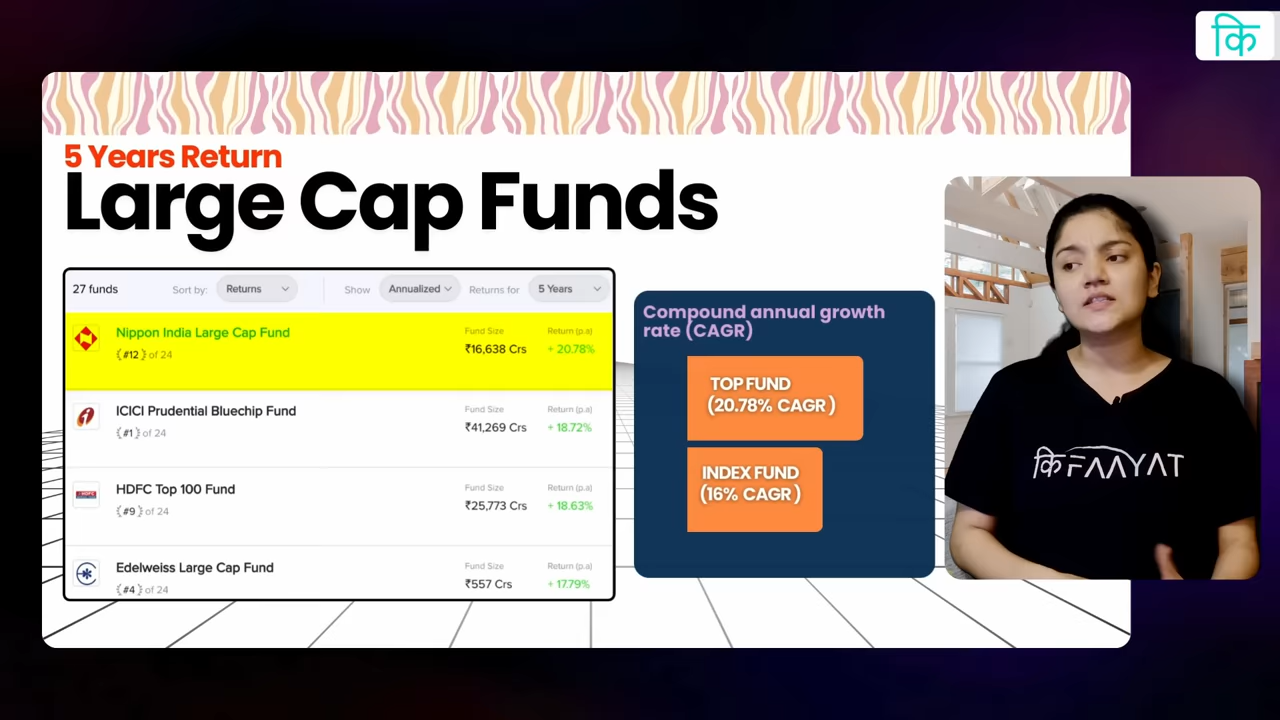 कि
5 Years Return
Large Cap Funds
27 funds Sort by: Returns Show Annualized Returns for 5 Years
Nippon India Large Cap Fund Fund Size Return (p.a)
#12 of 24 ₹16,638 Crs + 20.78%
ICICI Prudential Bluechip Fund Fund Size Return (p.a)
#1 of 24 ₹41,269 Crs + 18.72%
HDFC Top 100 Fund Fund Size Return (p.a)
#9 of 24 ₹25,773 Crs + 18.63%
Edelweiss Large Cap Fund Fund Size Return (p.a)
#4 of 24 ₹557 Crs + 17.79%
Compound annual growth
rate (CAGR)
TOP FUND
(20.78% CAGR )
INDEX FUND
(16% CAGR )
किFAAYAT